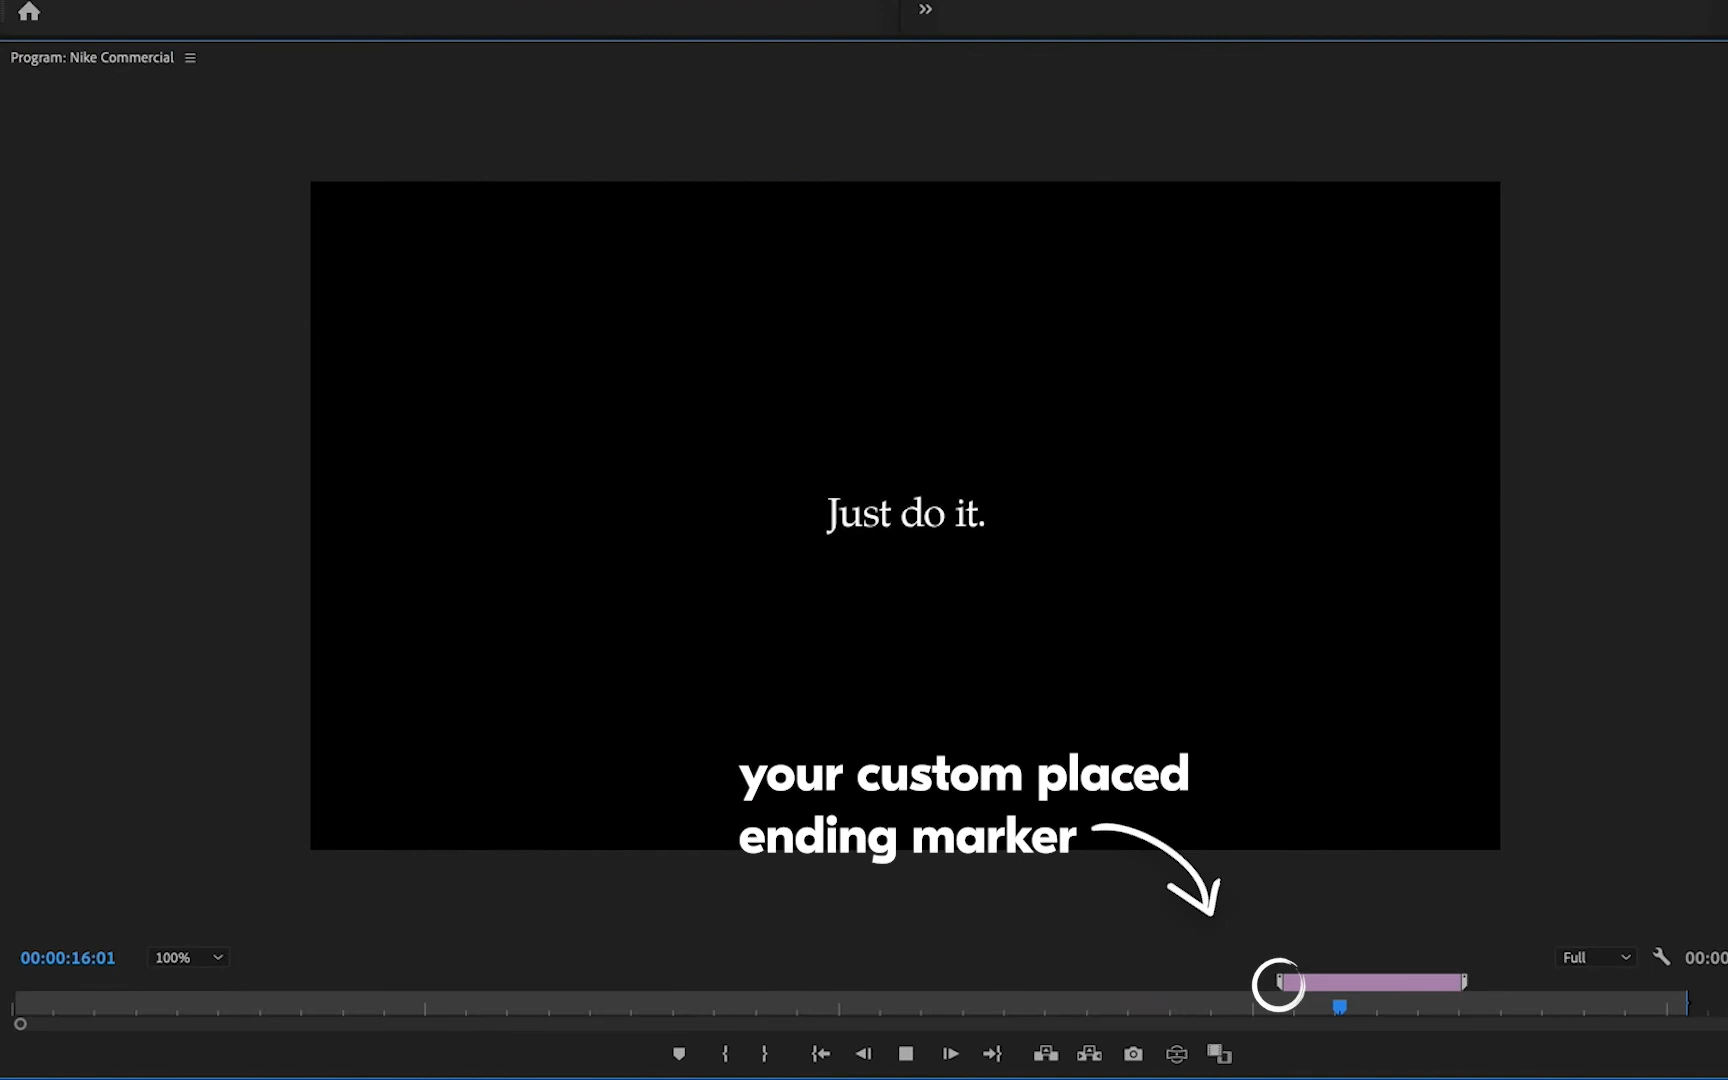 Program: Nike Commercial
Just do it.
your custom placed
ending marker
00:00:16:01
100%
Full
00:00